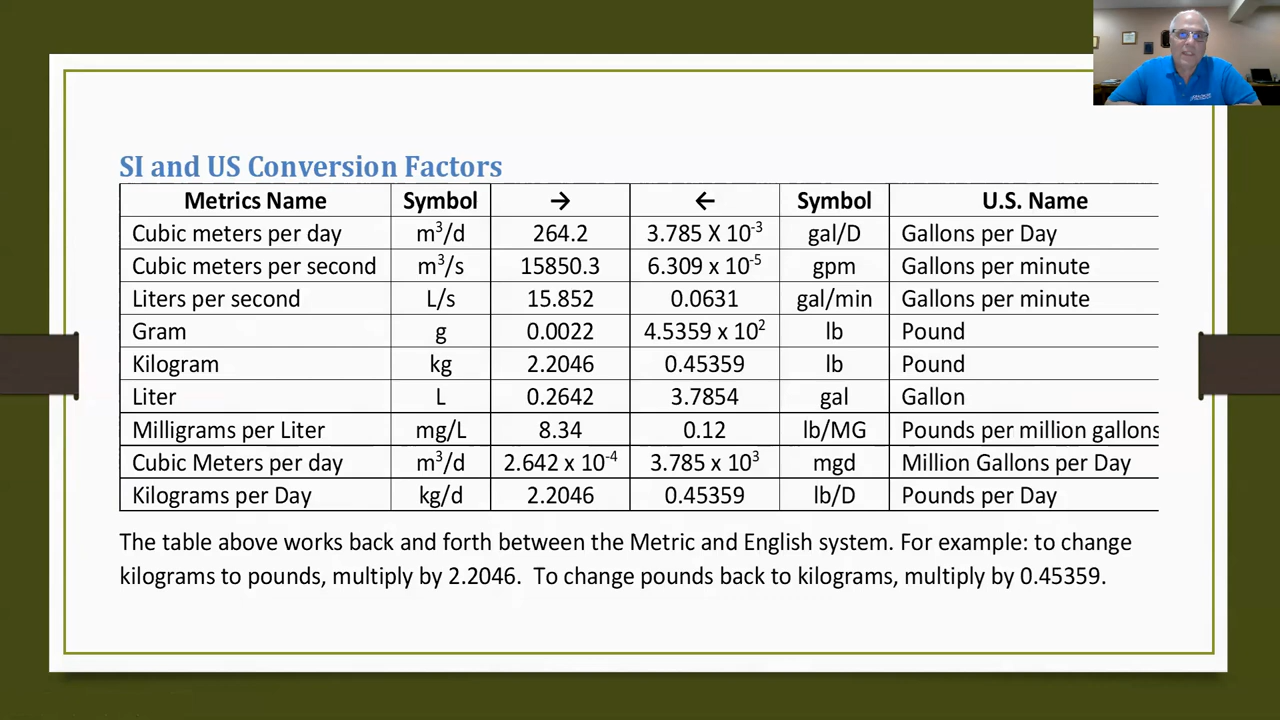 SI and US Conversion Factors
Metrics Name Symbol → ← Symbol U.S. Name
Cubic meters per day m³/d 264.2 3.785 X 10⁻³ gal/D Gallons per Day
Cubic meters per second m³/s 15850.3 6.309 x 10⁻⁵ gpm Gallons per minute
Liters per second L/s 15.852 0.0631 gal/min Gallons per minute
Gram g 0.0022 4.5359 x 10² lb Pound
Kilogram kg 2.2046 0.45359 lb Pound
Liter L 0.2642 3.7854 gal Gallon
Milligrams per Liter mg/L 8.34 0.12 lb/MG Pounds per million gallons
Cubic Meters per day m³/d 2.642 x 10⁻⁴ 3.785 x 10³ mgd Million Gallons per Day
Kilograms per Day kg/d 2.2046 0.45359 lb/D Pounds per Day
The table above works back and forth between the Metric and English system. For example: to change
kilograms to pounds, multiply by 2.2046. To change pounds back to kilograms, multiply by 0.45359.